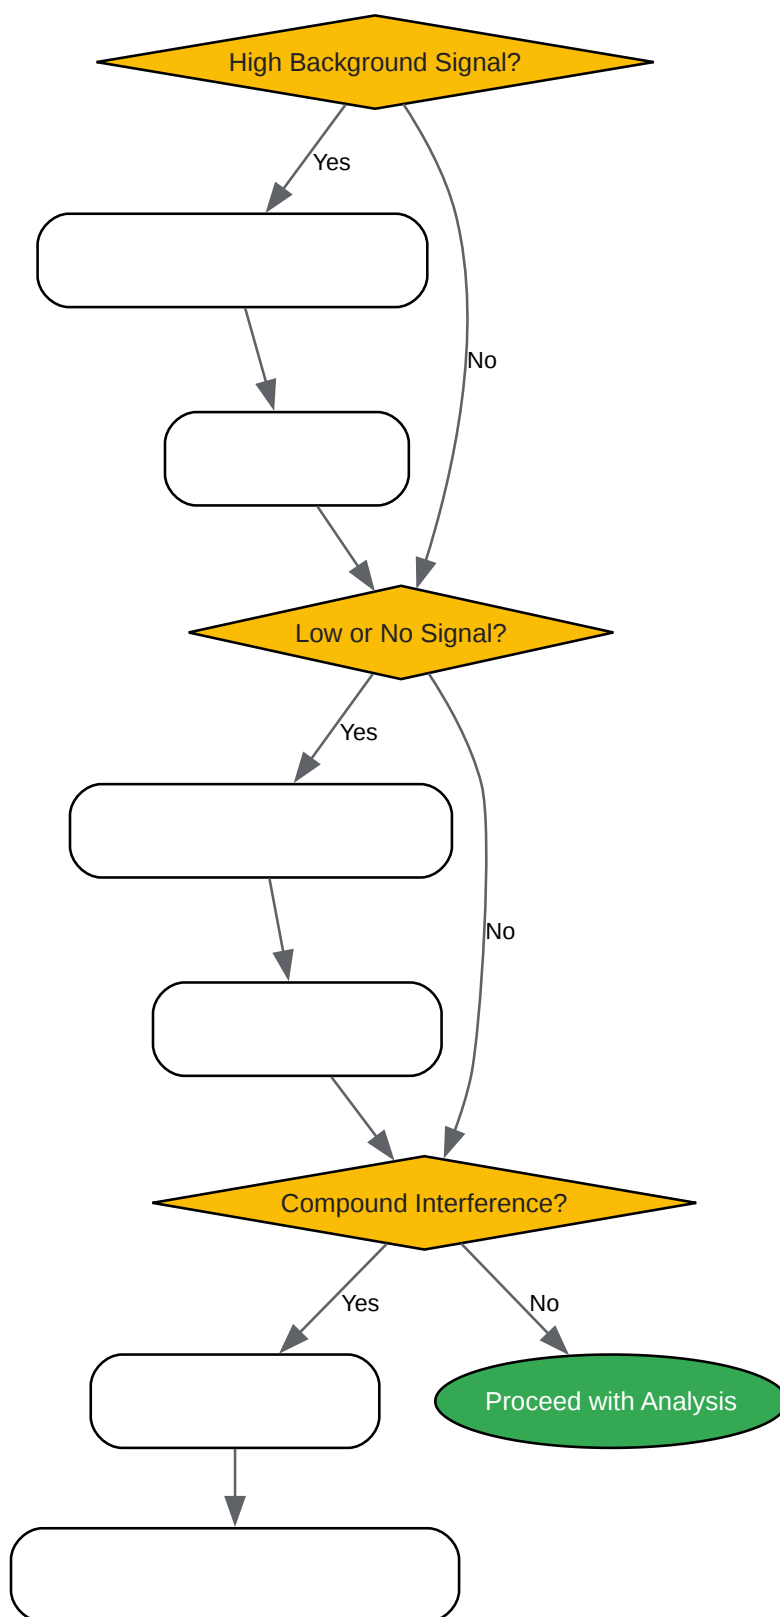 High Background Signal?
Yes
No
Low or No Signal?
Yes
No
Compound Interference?
Yes
No
Proceed with Analysis